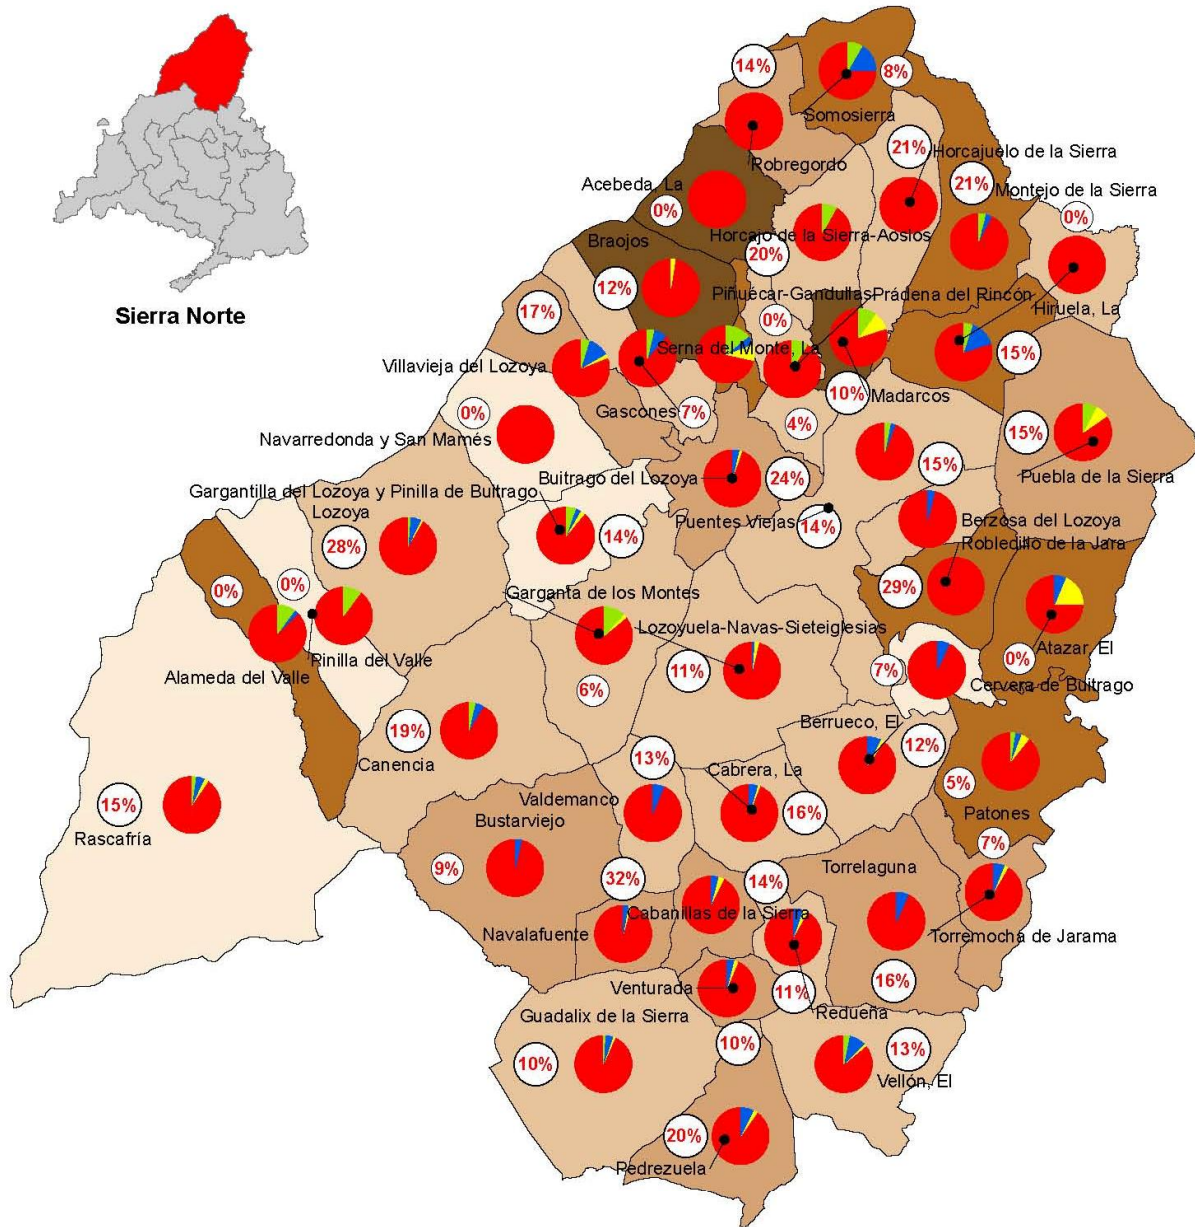 14%
8%
Somosierra
Robregordo
21%
Horcajuelo de la Sierra
Acebeda, La
0%
21%
Montejo de la Sierra
0%
Braojos
Horcajo de la Sierra-Aoslos
20%
12%
Piñuécar-Gandullas
Prádena del Rincón
Hiruela, La
Sierra Norte
17%
0%
Serna del Monte, La
15%
Villavieja del Lozoya
10%
Madarcos
Gascones
7%
0%
4%
Navarredonda y San Mamés
15%
15%
Puebla de la Sierra
Gargantilla del Lozoya y Pinilla de Buitrago
Buitrago del Lozoya
24%
Lozoya
Puentes Viejas
14%
Berzosa del Lozoya
28%
14%
Robledillo de la Jara
0%
0%
Garganta de los Montes
29%
Lozoyuela-Navas-Sieteiglesias
Atazar, El
0%
Pinilla del Valle
Alameda del Valle
11%
7%
Cervera de Buitrago
6%
Berrueco, El
19%
12%
Canencia
13%
Cabrera, La
5%
Rascafría
15%
Valdemanco
16%
Patones
Bustarviejo
7%
9%
32%
14%
Torrelaguna
Cabanillas de la Sierra
Navalafuente
Torremocha de Jarama
16%
Venturada
11%
Redueña
Guadalix de la Sierra
10%
10%
13%
Vellón, El
20%
Pedrezuela